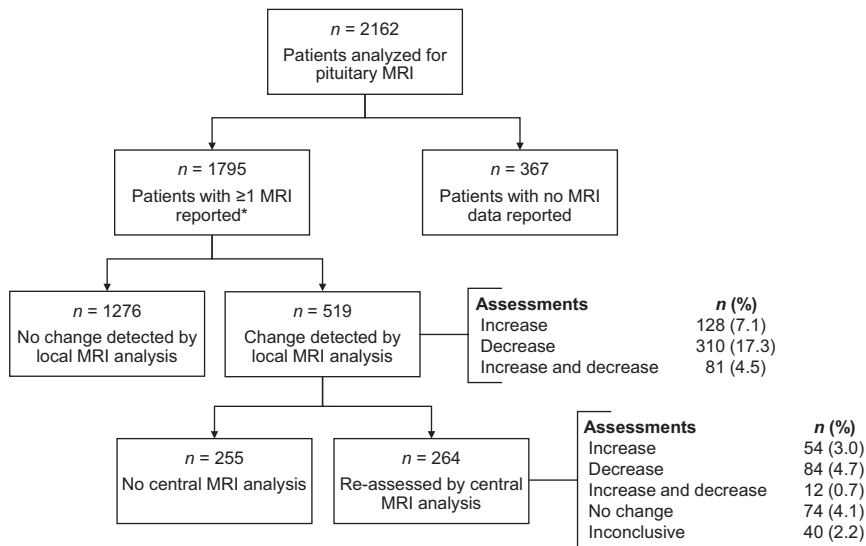 n = 2162
Patients analyzed for
pituitary MRI
n = 1795
Patients with ≥1 MRI
reported*
n = 367
Patients with no MRI
data reported
n = 1276
No change detected by
local MRI analysis
n = 519
Change detected by
local MRI analysis
Assessments n (%)
Increase 128 (7.1)
Decrease 310 (17.3)
Increase and decrease 81 (4.5)
n = 255
No central MRI analysis
n = 264
Re-assessed by central
MRI analysis
Assessments n (%)
Increase 54 (3.0)
Decrease 84 (4.7)
Increase and decrease 12 (0.7)
No change 74 (4.1)
Inconclusive 40 (2.2)